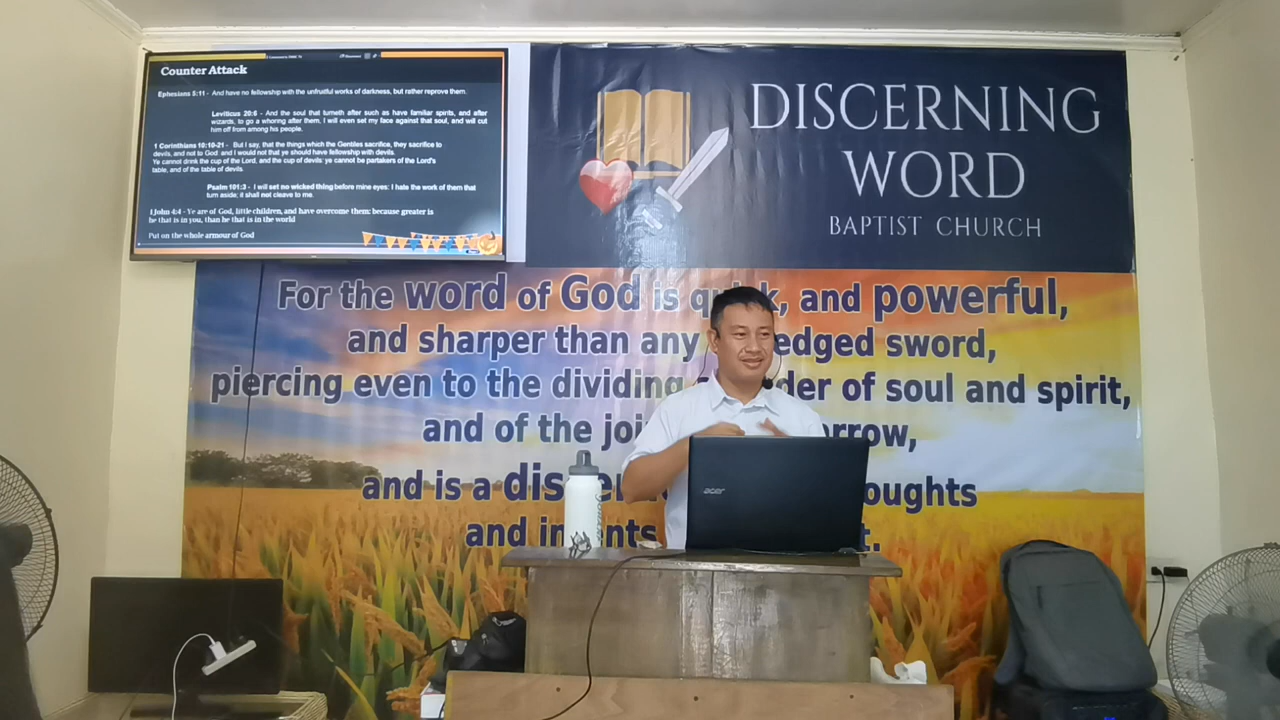 Counter Attack
Ephesians 5:11 - And have no fellowship with the unfruitful works of darkness, but rather reprove them.
Leviticus 20:6 - And the soul that turneth after such as have familiar spirits, and after
wizards, to go a whoring after them, I will even set my face against that soul, and will cut
him off from among his people.
1 Corinthians 10:10-21 - But I say, that the things which the Gentiles sacrifice, they sacrifice to
devils, and not to God: and I would not that ye should have fellowship with devils.
Ye cannot drink the cup of the Lord, and the cup of devils: ye cannot be partakers of the Lord's
table, and of the table of devils.
Psalm 101:3 - I will set no wicked thing before mine eyes: I hate the work of them that
turn aside; it shall not cleave to me.
1 John 4:4 - Ye are of God, little children, and have overcome them: because greater is
he that is in you, than he that is in the world
Put on the whole armour of God
DISCERNING
WORD
BAPTIST CHURCH
For the word of God is quick, and powerful,
and sharper than any edged sword,
piercing even to the dividing of soul and spirit,
and of the
and is a
and
acer